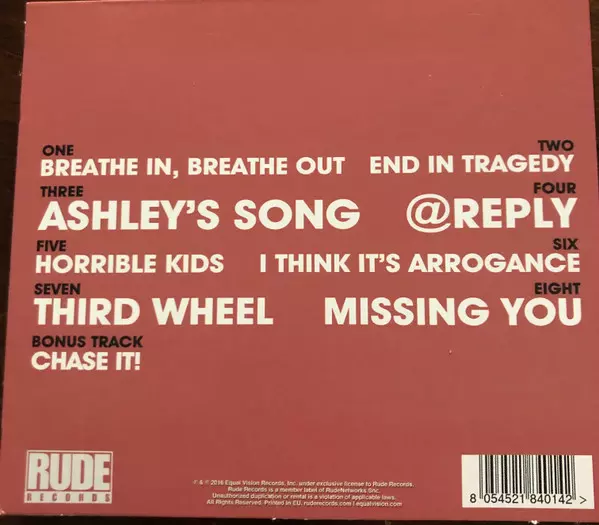 ONE TWO
BREATHE IN, BREATHE OUT END IN TRAGEDY
THREE FOUR
ASHLEY'S SONG @REPLY
FIVE SIX
HORRIBLE KIDS I THINK IT'S ARROGANCE
SEVEN EIGHT
THIRD WHEEL MISSING YOU
BONUS TRACK
CHASE IT!
RUDE
RECORDS
℗ & © 2016 Equal Vision Records, Inc. under exclusive license to Rude Records.
Rude Records is a member label of RudeNetworks Snc.
Unauthorized duplication or rental is a violation of applicable laws.
All Rights Reserved. Printed in EU. ruderecords.com | equalvision.com
8 054521 840142 >